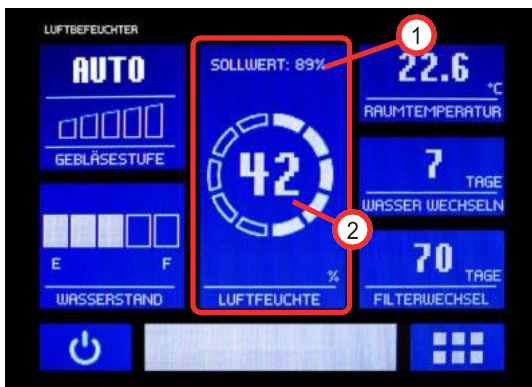 LUFTBEFEUCHTER
AUTO
GEBLÄSESTUFE
E F
WASSERSTAND
SOLLWERT: 89%
42
%
LUFTFEUCHTE
22.6
°C
RAUMTEMPERATUR
7
TAGE
WASSER WECHSELN
70
TAGE
FILTERWECHSEL
1
2